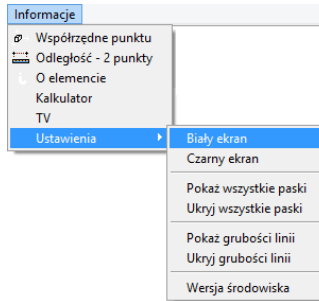 Informacje
Współrzędne punktu
Odległość - 2 punkty
O elemencie
Kalkulator
TV
Ustawienia
Biały ekran
Czarny ekran
Pokaż wszystkie paski
Ukryj wszystkie paski
Pokaż grubości linii
Ukryj grubości linii
Wersja środowiska